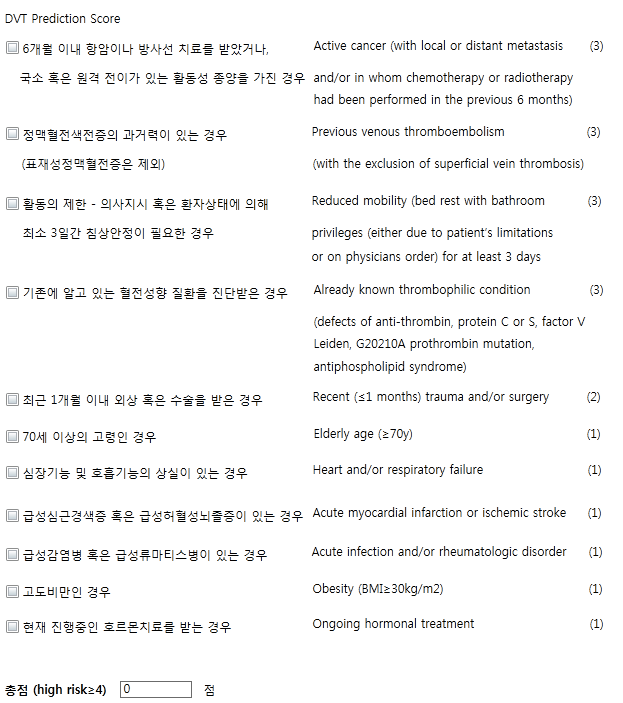 DVT Prediction Score
6개월 이내 항암이나 방사선 치료를 받았거나, Active cancer (with local or distant metastasis (3)
국소 혹은 원격 전이가 있는 활동성 종양을 가진 경우 and/or in whom chemotherapy or radiotherapy
had been performed in the previous 6 months)
정맥혈전색전증의 과거력이 있는 경우 Previous venous thromboembolism (3)
(표재성정맥혈전증은 제외) (with the exclusion of superficial vein thrombosis)
활동의 제한 - 의사지시 혹은 환자상태에 의해 Reduced mobility (bed rest with bathroom (3)
최소 3일간 침상안정이 필요한 경우 privileges (either due to patient's limitations
or on physicians order) for at least 3 days
기존에 알고 있는 혈전성향 질환을 진단받은 경우 Already known thrombophilic condition (3)
(defects of anti-thrombin, protein C or S, factor V
Leiden, G20210A prothrombin mutation,
antiphospholipid syndrome)
최근 1개월 이내 외상 혹은 수술을 받은 경우 Recent (≤1 months) trauma and/or surgery (2)
70세 이상의 고령인 경우 Elderly age (≥70y) (1)
심장기능 및 호흡기능의 상실이 있는 경우 Heart and/or respiratory failure (1)
급성심근경색증 혹은 급성허혈성뇌졸증이 있는 경우 Acute myocardial infarction or ischemic stroke (1)
급성감염병 혹은 급성류마티스병이 있는 경우 Acute infection and/or rheumatologic disorder (1)
고도비만인 경우 Obesity (BMI≥30kg/m2) (1)
현재 진행중인 호르몬치료를 받는 경우 Ongoing hormonal treatment (1)
총점 (high risk≥4) 0 점